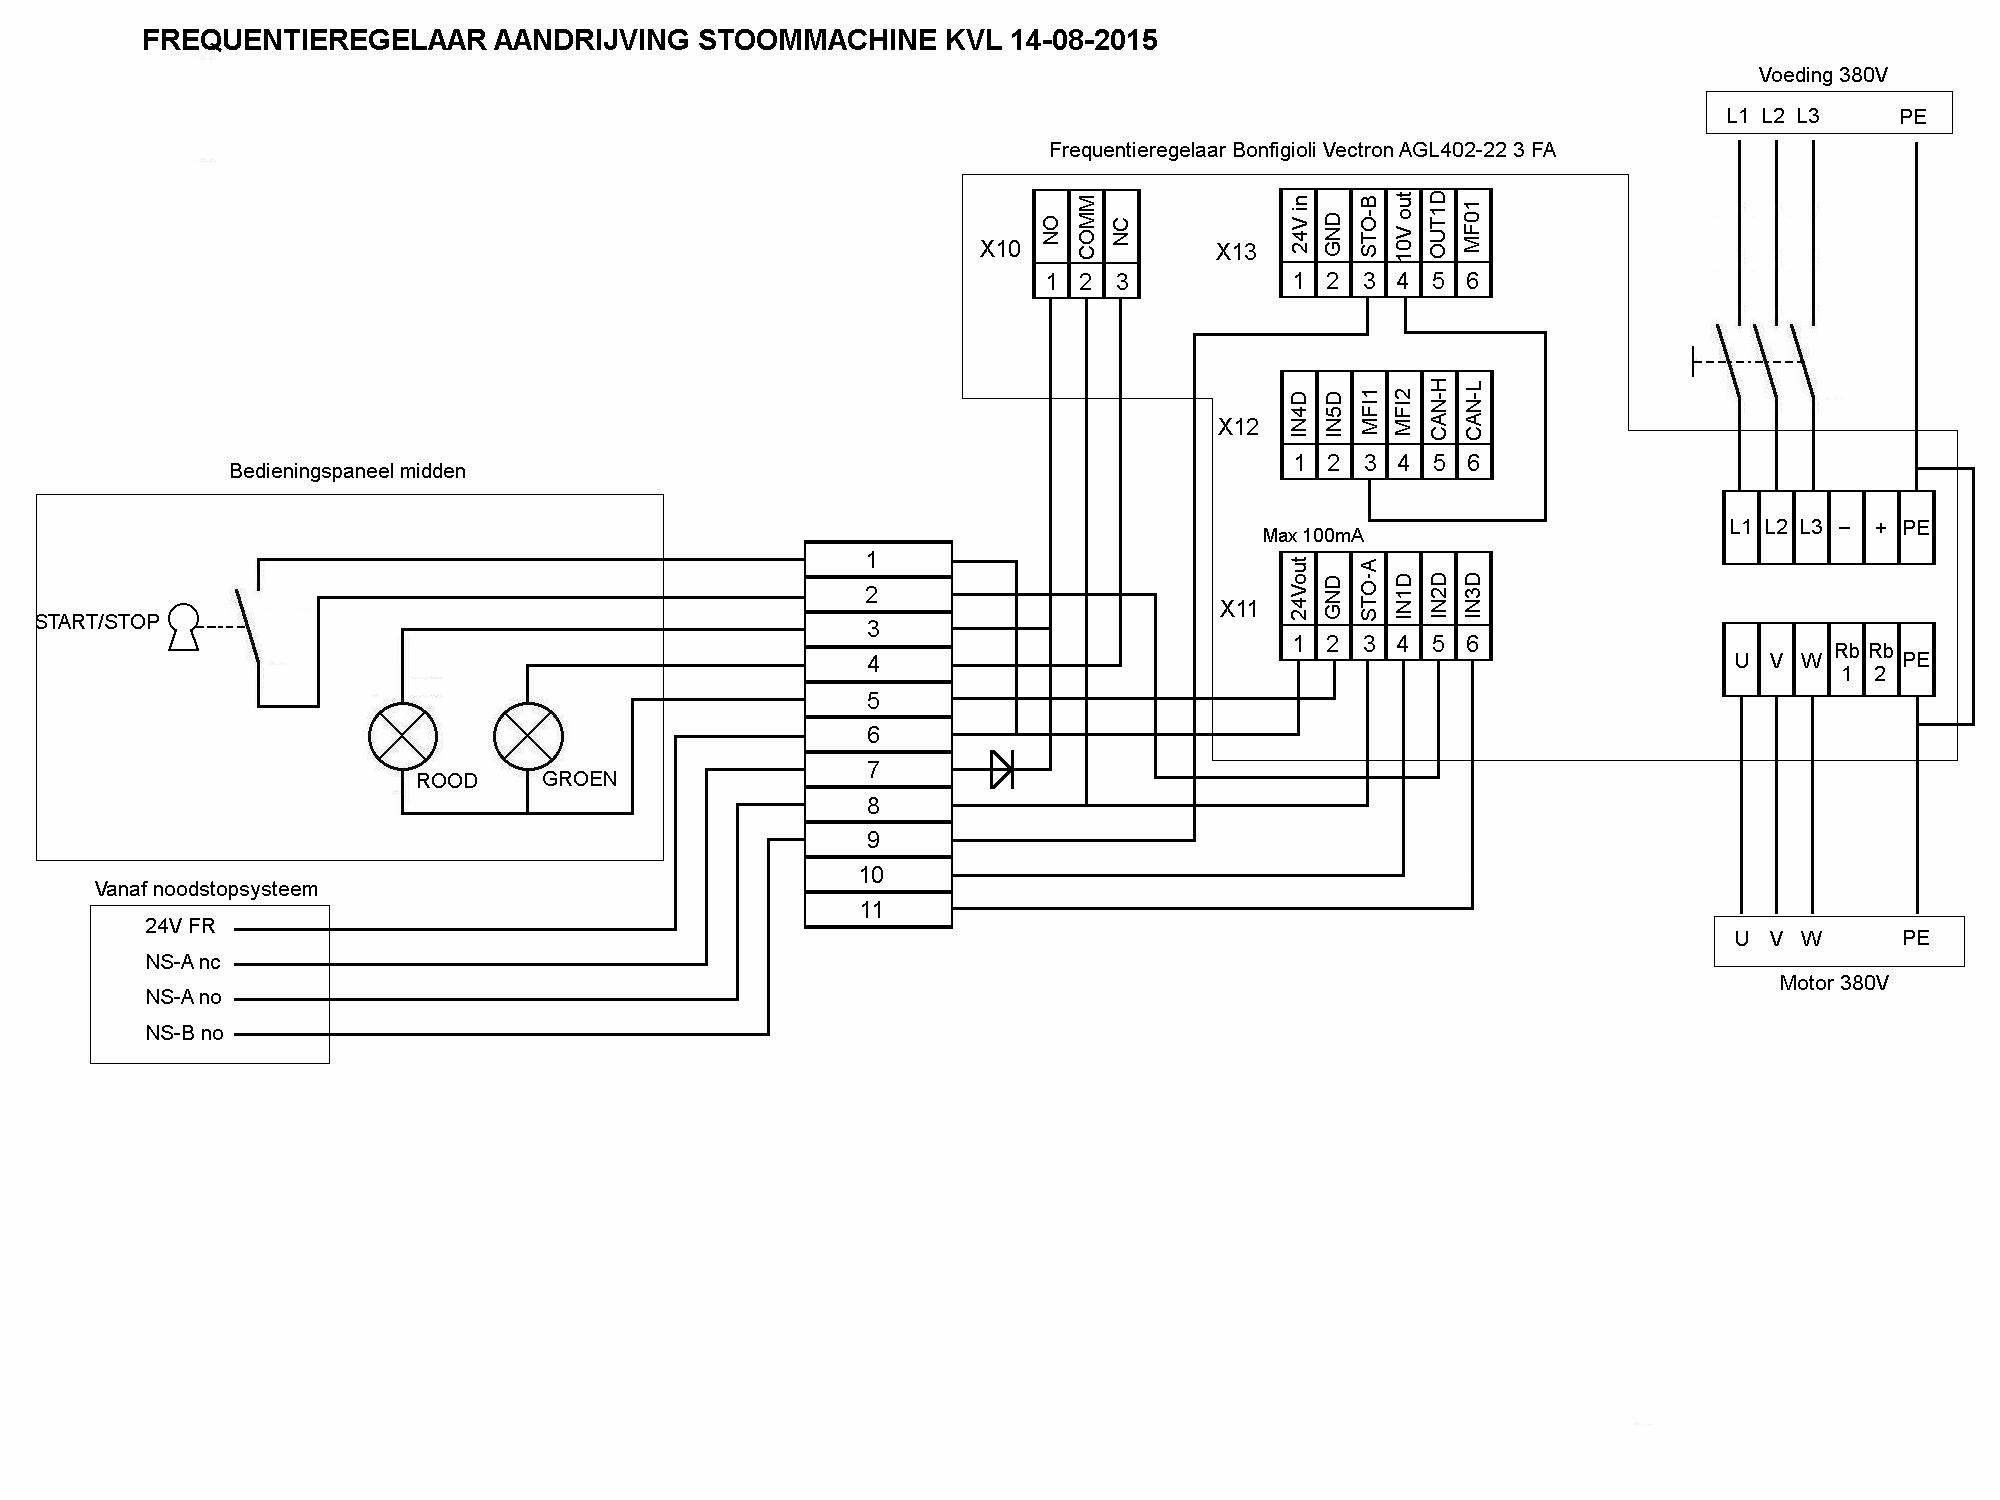 FREQUENTIEREGELAAR AANDRIJVING STOOMMACHINE KVL 14-08-2015
Voeding 380V
L1 L2 L3 PE
Frequentieregelaar Bonfigioli Vectron AGL402-22 3 FA
X10
NO COMM NC
1 2 3
X13
24V in GND STO-B 10V out OUT1D MF01
1 2 3 4 5 6
X12
IN4D IN5D MFI1 MFI2 CAN-H CAN-L
1 2 3 4 5 6
Max 100mA
X11
24Vout GND STO-A IN1D IN2D IN3D
1 2 3 4 5 6
L1 L2 L3 – + PE
U V W Rb 1 Rb 2 PE
U V W PE
Motor 380V
Bedieningspaneel midden
START/STOP
ROOD
GROEN
1
2
3
4
5
6
7
8
9
10
11
Vanaf noodstopsysteem
24V FR
NS-A nc
NS-A no
NS-B no